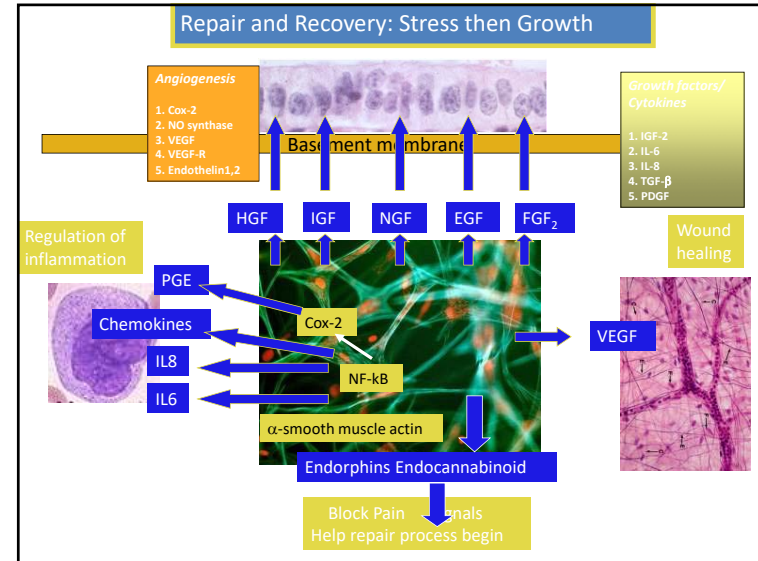 Repair and Recovery: Stress then Growth
Angiogenesis
1. Cox-2
2. NO synthase
3. VEGF
4. VEGF-R
5. Endothelin1,2
Growth factors/
Cytokines
1. IGF-2
2. IL-6
3. IL-8
4. TGF-β
5. PDGF
Basement membrane
HGF
IGF
NGF
EGF
FGF2
Regulation of
inflammation
Wound
healing
PGE
Chemokines
IL8
IL6
Cox-2
NF-kB
VEGF
α-smooth muscle actin
Endorphins Endocannabinoid
Block Pain gnals
Help repair process begin